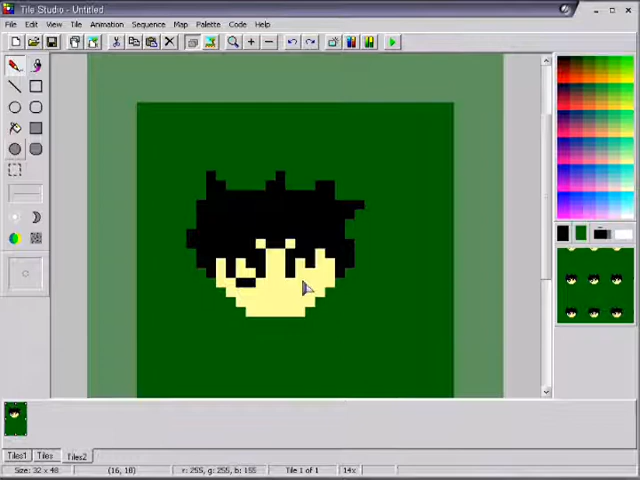 Tile Studio - Untitled
File Edit View Tile Animation Sequence Map Palette Code Help
Tiles1 Tiles Tiles2
Size: 32 x 48 (16, 18) r: 255, g: 255, b: 155 Tile 1 of 1 14x